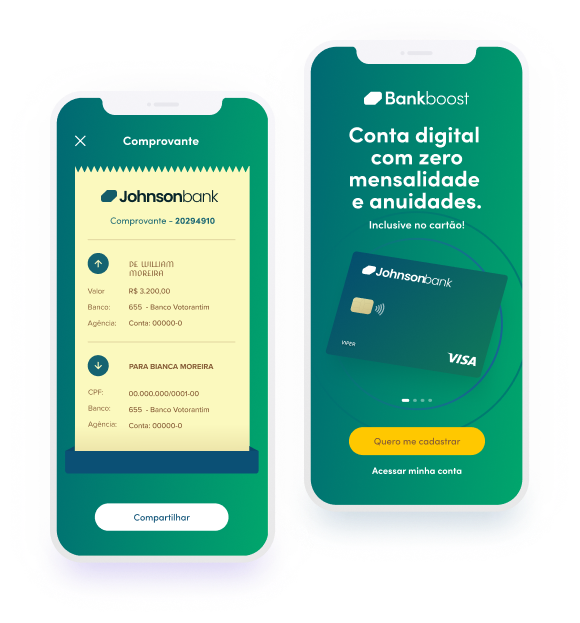 Comprovante
Johnsonbank
Comprovante - 20294910
DE WILLIAM
MOREIRA
Valor R$ 3.200,00
Banco: 655 - Banco Votorantim
Agência: Conta: 00000-0
PARA BIANCA MOREIRA
CPF: 00.000.000/0001-00
Banco: 655 - Banco Votorantim
Agência: Conta: 00000-0
Compartilhar
Bankboost
Conta digital
com zero
mensalidade
e anuidades.
Inclusive no cartão!
Johnsonbank
VIPER
VISA
Quero me cadastrar
Acessar minha conta